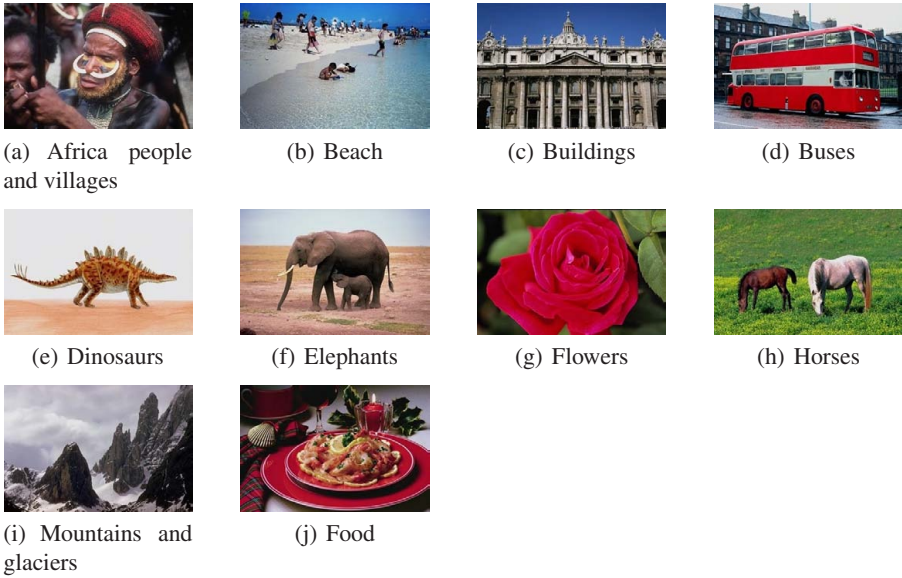 (a) Africa people
and villages
(b) Beach
(c) Buildings
(d) Buses
(e) Dinosaurs
(f) Elephants
(g) Flowers
(h) Horses
(i) Mountains and
glaciers
(j) Food